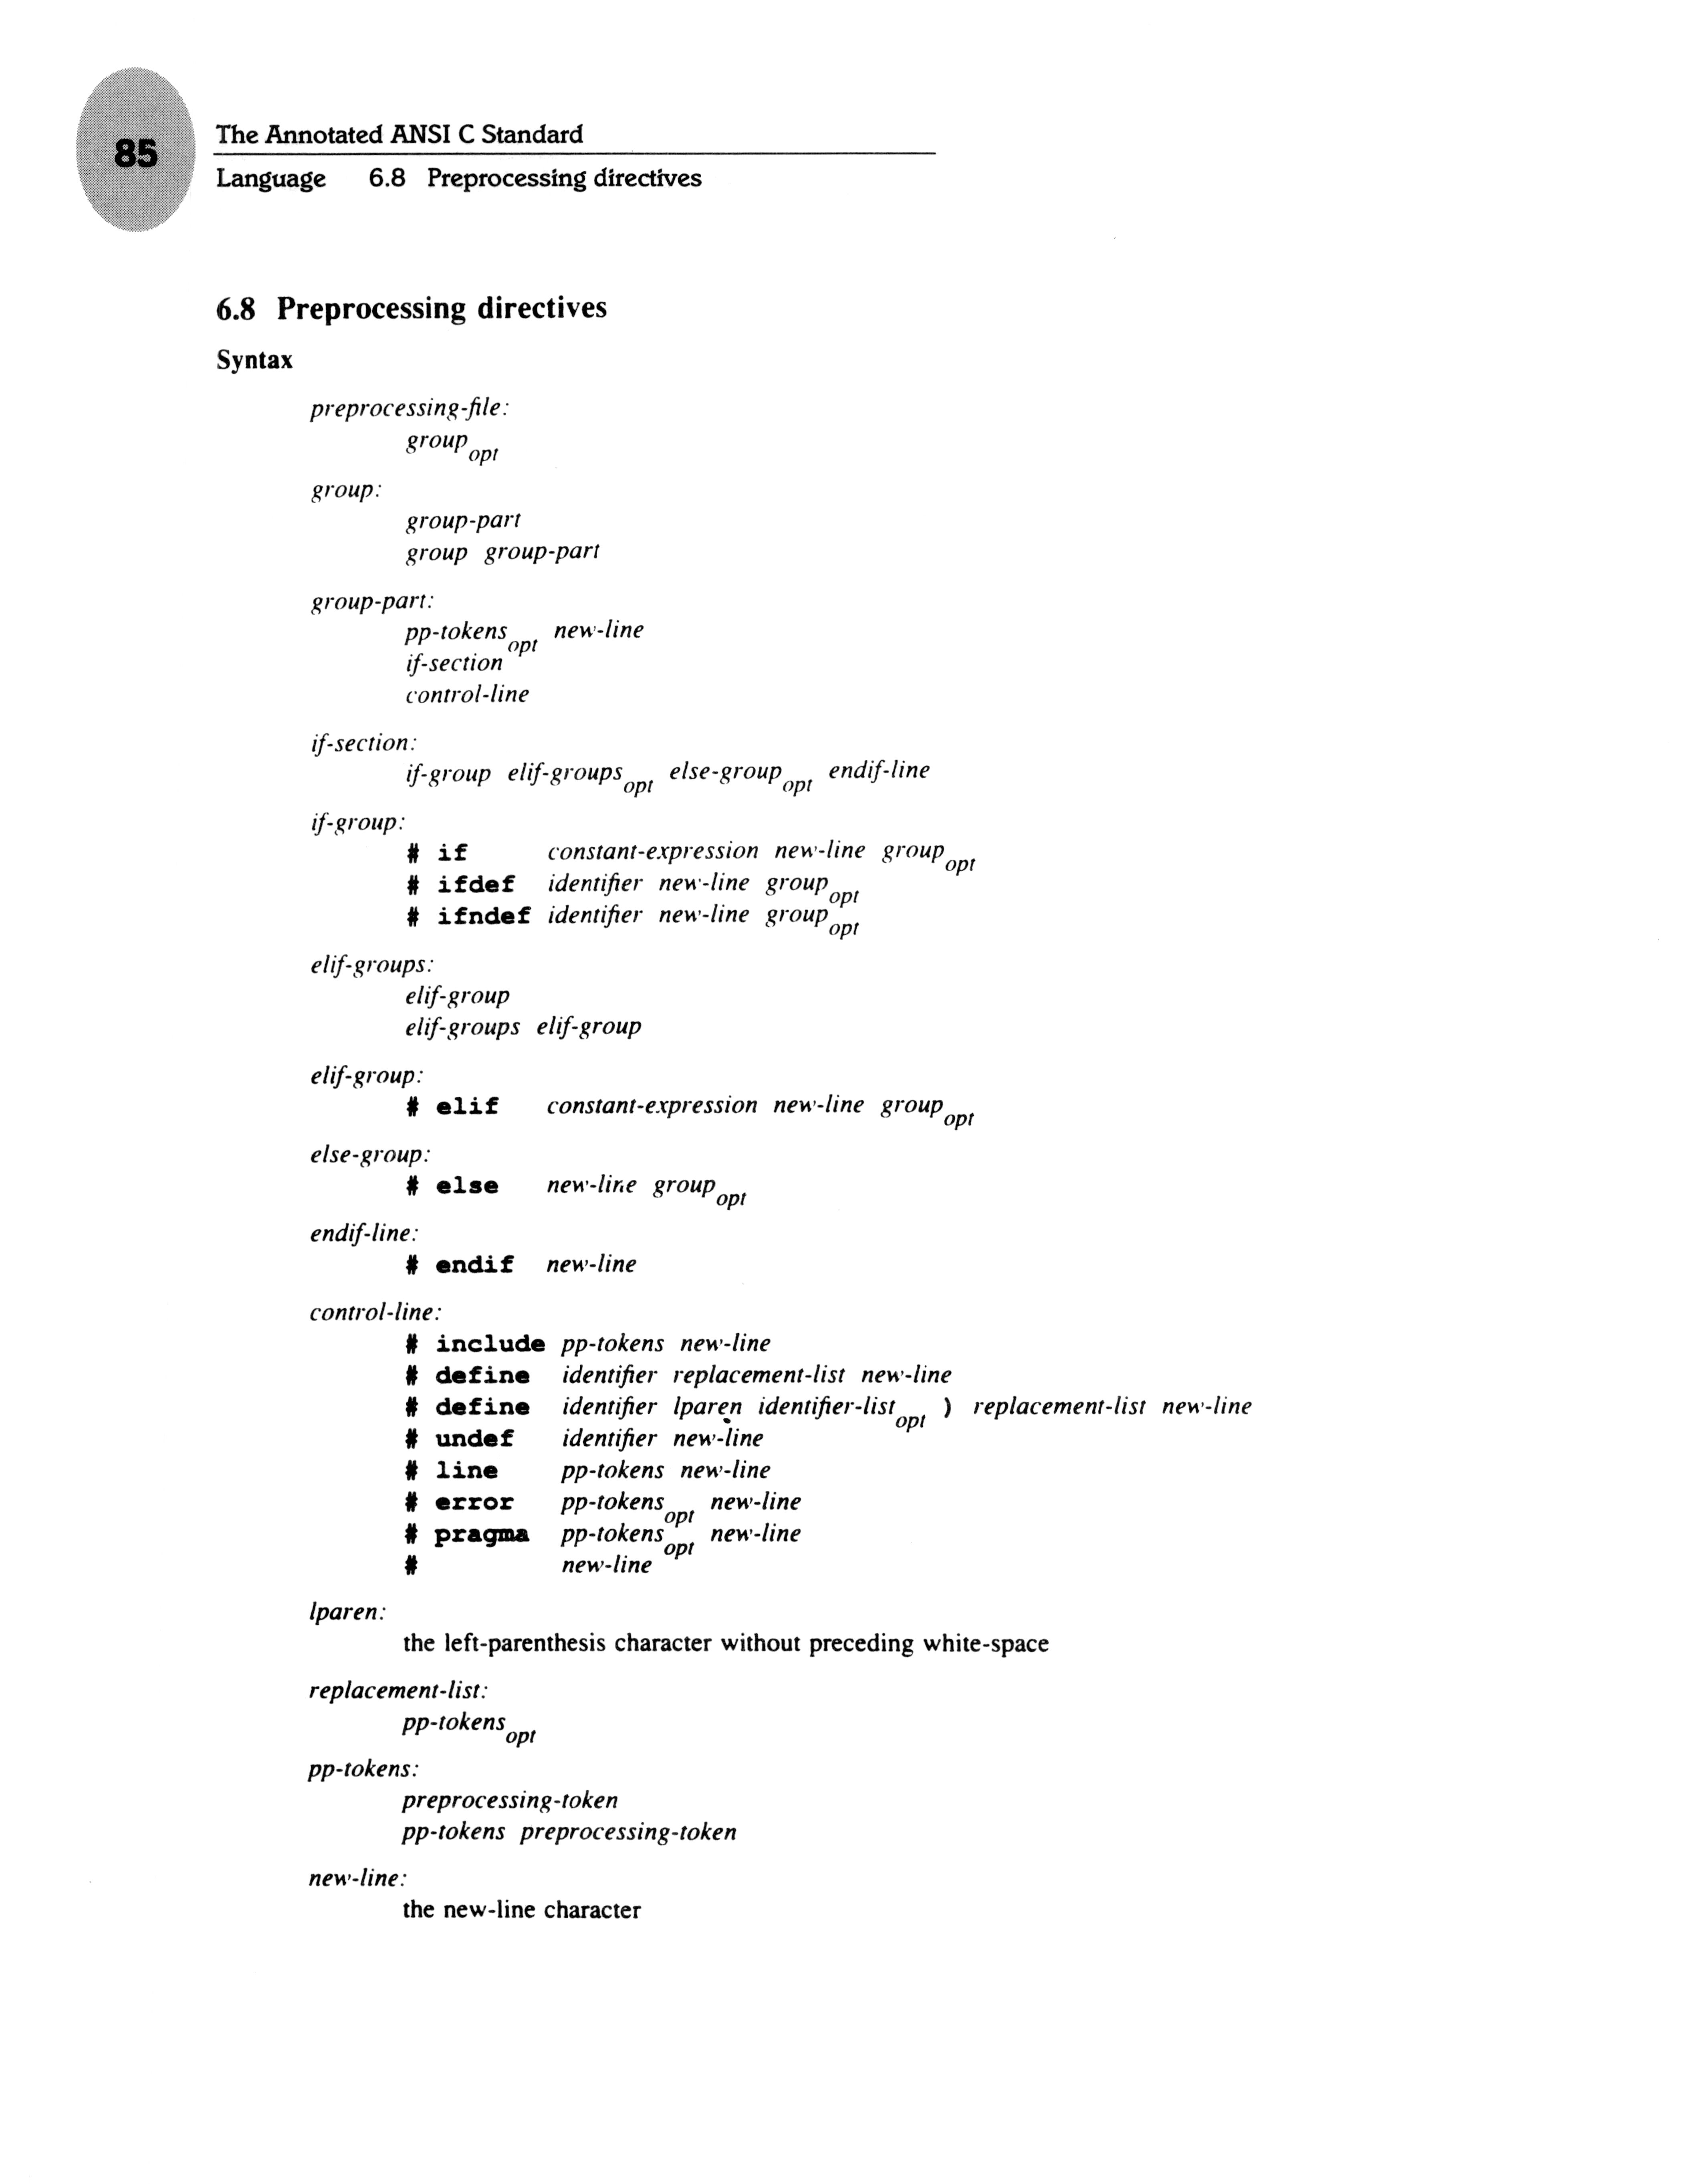 85
The Annotated ANSI C Standard
Language 6.8 Preprocessing directives
6.8 Preprocessing directives
Syntax
preprocessing-file:
group opt
group:
group-part
group group-part
group-part:
pp-tokens opt new-line
if-section
control-line
if-section:
if-group elif-groups opt else-group opt endif-line
if-group:
# if constant-expression new-line group opt
# ifdef identifier new-line group opt
# ifndef identifier new-line group opt
elif-groups:
elif-group
elif-groups elif-group
elif-group:
# elif constant-expression new-line group opt
else-group:
# else new-line group opt
endif-line:
# endif new-line
control-line:
# include pp-tokens new-line
# define identifier replacement-list new-line
# define identifier lparen identifier-list opt ) replacement-list new-line
# undef identifier new-line
# line pp-tokens new-line
# error pp-tokens opt new-line
# pragma pp-tokens opt new-line
# new-line
lparen:
the left-parenthesis character without preceding white-space
replacement-list:
pp-tokens opt
pp-tokens:
preprocessing-token
pp-tokens preprocessing-token
new-line:
the new-line character